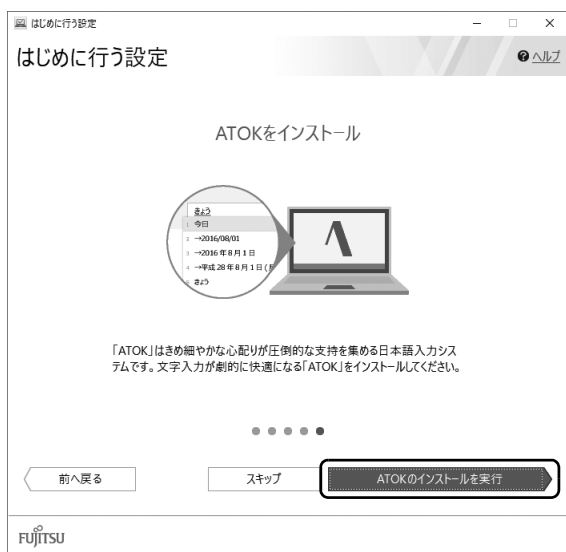 はじめに行う設定
はじめに行う設定
? ヘルプ
ATOKをインストール
きょう
1 今日
2 →2016/08/01
3 →2016年8月1日
4 →平成28年8月1日(
5 きょう
「ATOK」はきめ細やかな心配りが圧倒的な支持を集める日本語入力シス
テムです。文字入力が劇的に快適になる「ATOK」をインストールしてください。
前へ戻る
スキップ
ATOKのインストールを実行
FUJITSU